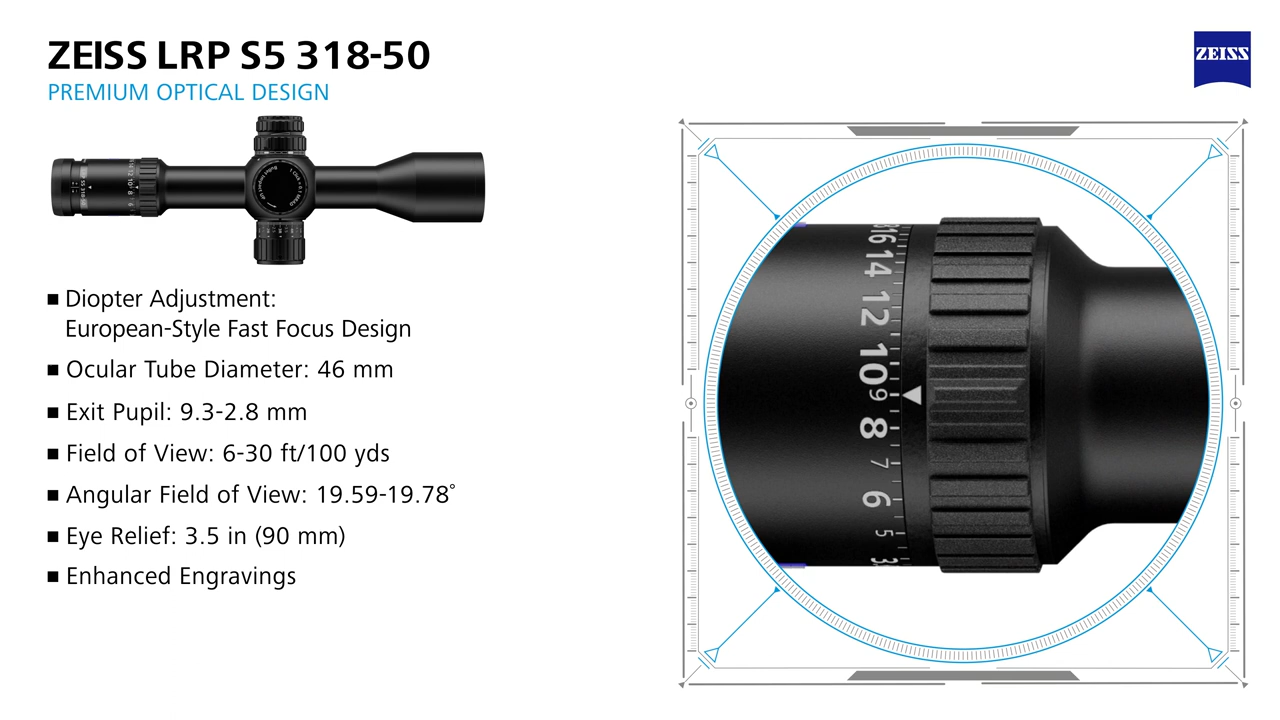 ZEISS LRP S5 318-50
PREMIUM OPTICAL DESIGN
ZEISS
■ Diopter Adjustment:
European-Style Fast Focus Design
■ Ocular Tube Diameter: 46 mm
■ Exit Pupil: 9.3-2.8 mm
■ Field of View: 6-30 ft/100 yds
■ Angular Field of View: 19.59-19.78°
■ Eye Relief: 3.5 in (90 mm)
■ Enhanced Engravings
16
14
12
10
9
8
7
6
5